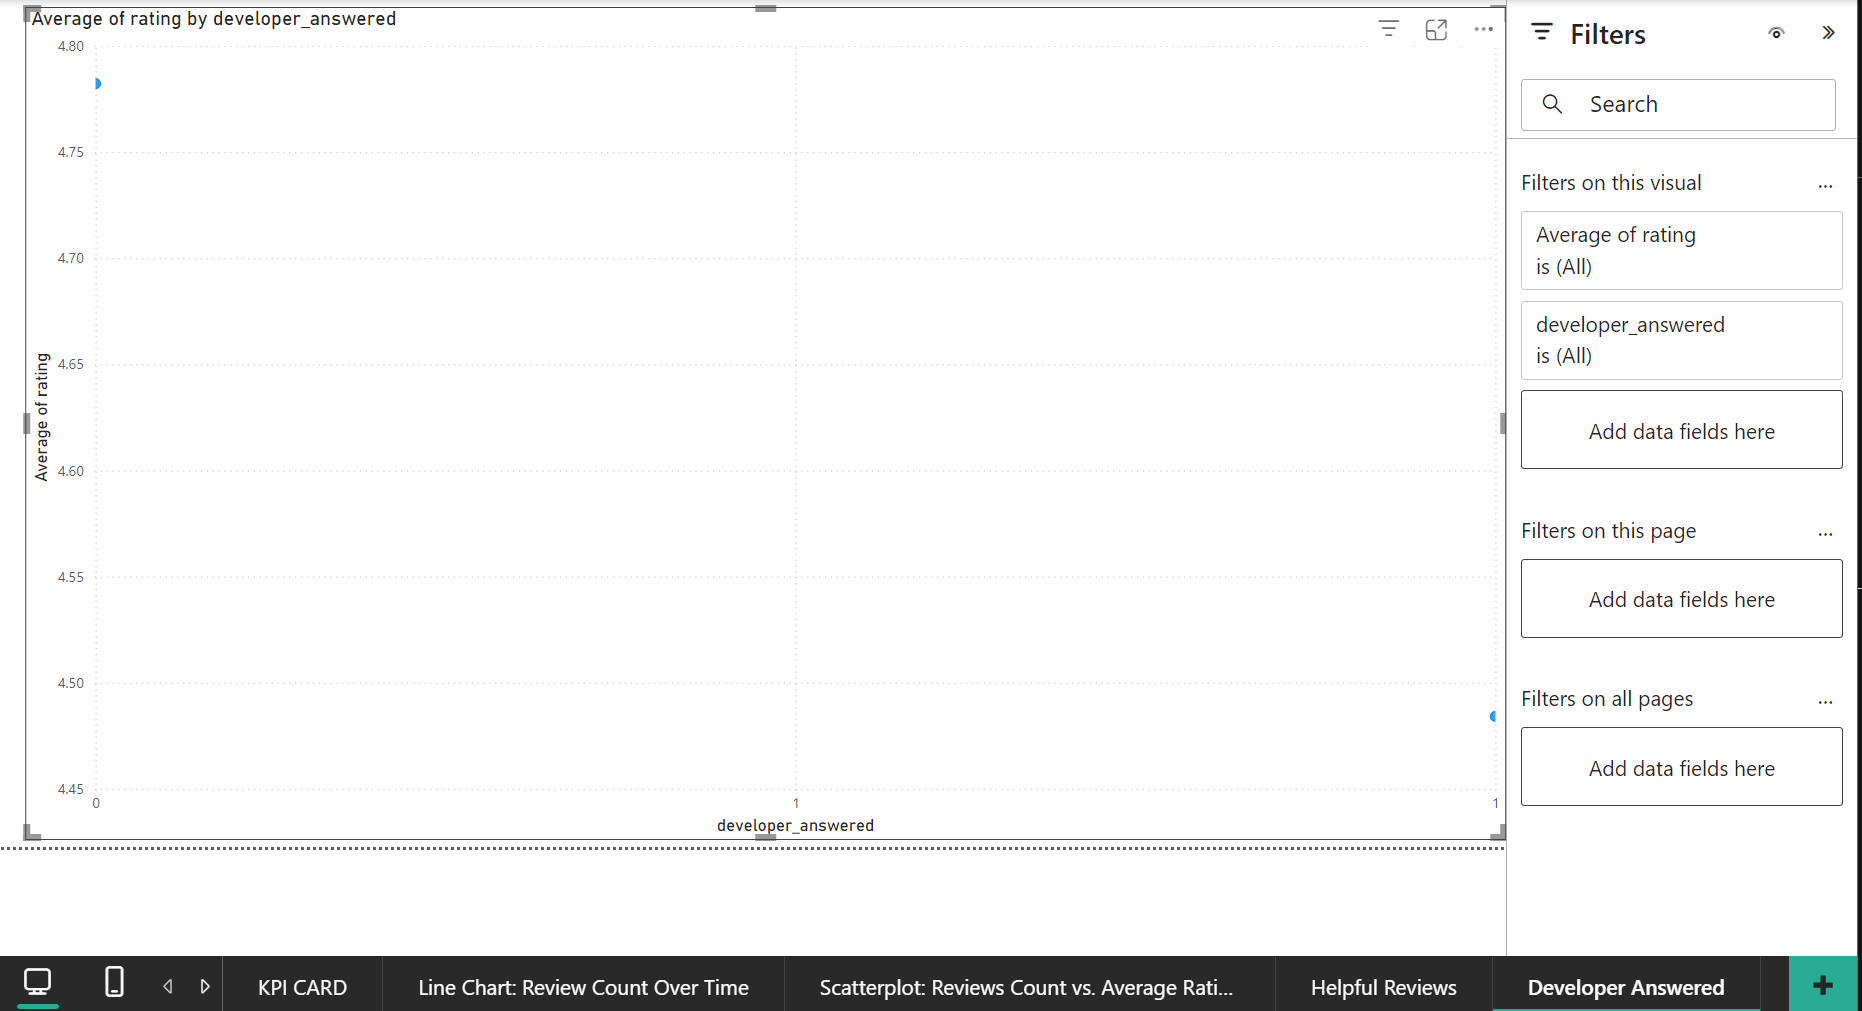 Average of rating by developer_answered
4.80
4.75
4.70
4.65
4.60
4.55
4.50
4.45
Average of rating
0
1
1
developer_answered
Filters
Search
Filters on this visual
...
Average of rating
is (All)
developer_answered
is (All)
Add data fields here
Filters on this page
...
Add data fields here
Filters on all pages
...
Add data fields here
KPI CARD
Line Chart: Review Count Over Time
Scatterplot: Reviews Count vs. Average Rati...
Helpful Reviews
Developer Answered